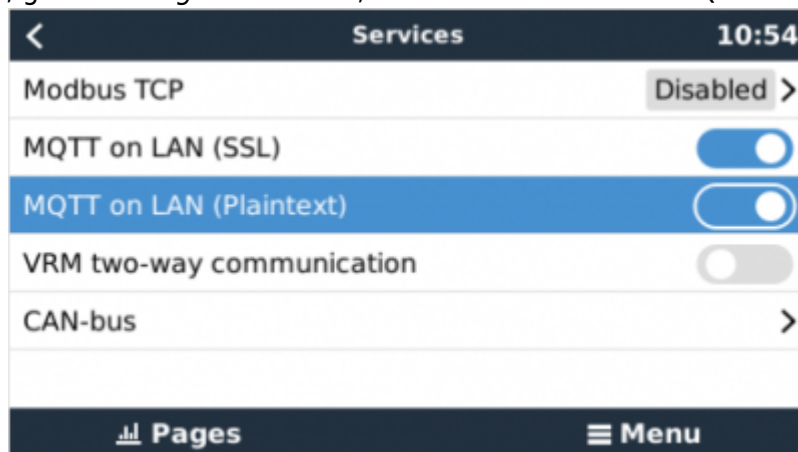 Services 10:54
Modbus TCP Disabled
MQTT on LAN (SSL)
MQTT on LAN (Plaintext)
VRM two-way communication
CAN-bus
Pages Menu